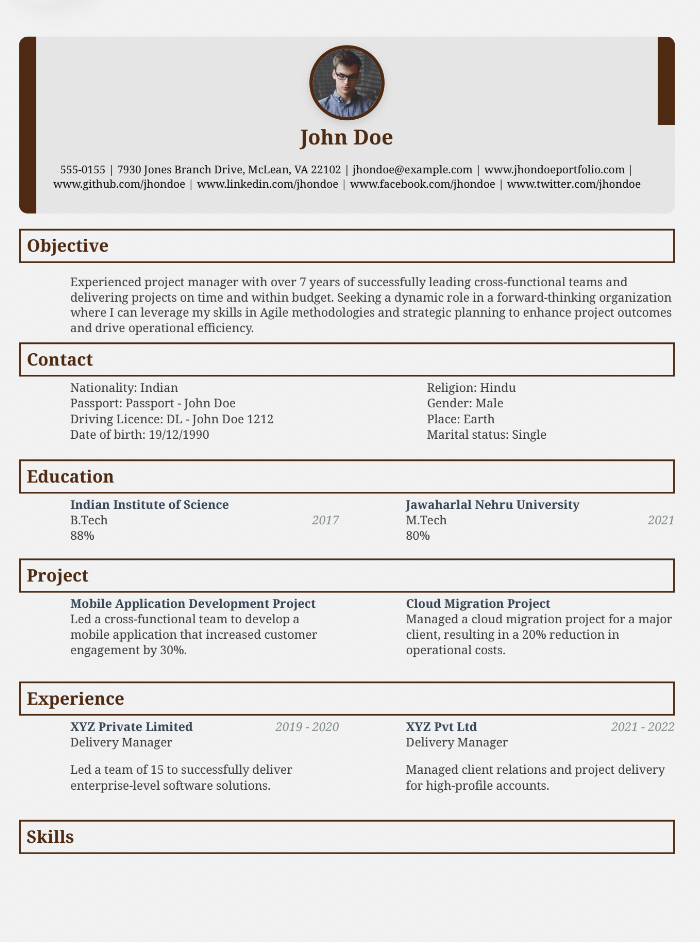 John Doe
555-0155 | 7930 Jones Branch Drive, McLean, VA 22102 | jhondoe@example.com | www.jhondoeportfolio.com |
www.github.com/jhondoe | www.linkedin.com/jhondoe | www.facebook.com/jhondoe | www.twitter.com/jhondoe
Objective
Experienced project manager with over 7 years of successfully leading cross-functional teams and
delivering projects on time and within budget. Seeking a dynamic role in a forward-thinking organization
where I can leverage my skills in Agile methodologies and strategic planning to enhance project outcomes
and drive operational efficiency.
Contact
Nationality: Indian
Passport: Passport - John Doe
Driving Licence: DL - John Doe 1212
Date of birth: 19/12/1990
Religion: Hindu
Gender: Male
Place: Earth
Marital status: Single
Education
Indian Institute of Science
B.Tech 2017
88%
Jawaharlal Nehru University
M.Tech 2021
80%
Project
Mobile Application Development Project
Led a cross-functional team to develop a
mobile application that increased customer
engagement by 30%.
Cloud Migration Project
Managed a cloud migration project for a major
client, resulting in a 20% reduction in
operational costs.
Experience
XYZ Private Limited 2019 - 2020
Delivery Manager
Led a team of 15 to successfully deliver
enterprise-level software solutions.
XYZ Pvt Ltd 2021 - 2022
Delivery Manager
Managed client relations and project delivery
for high-profile accounts.
Skills